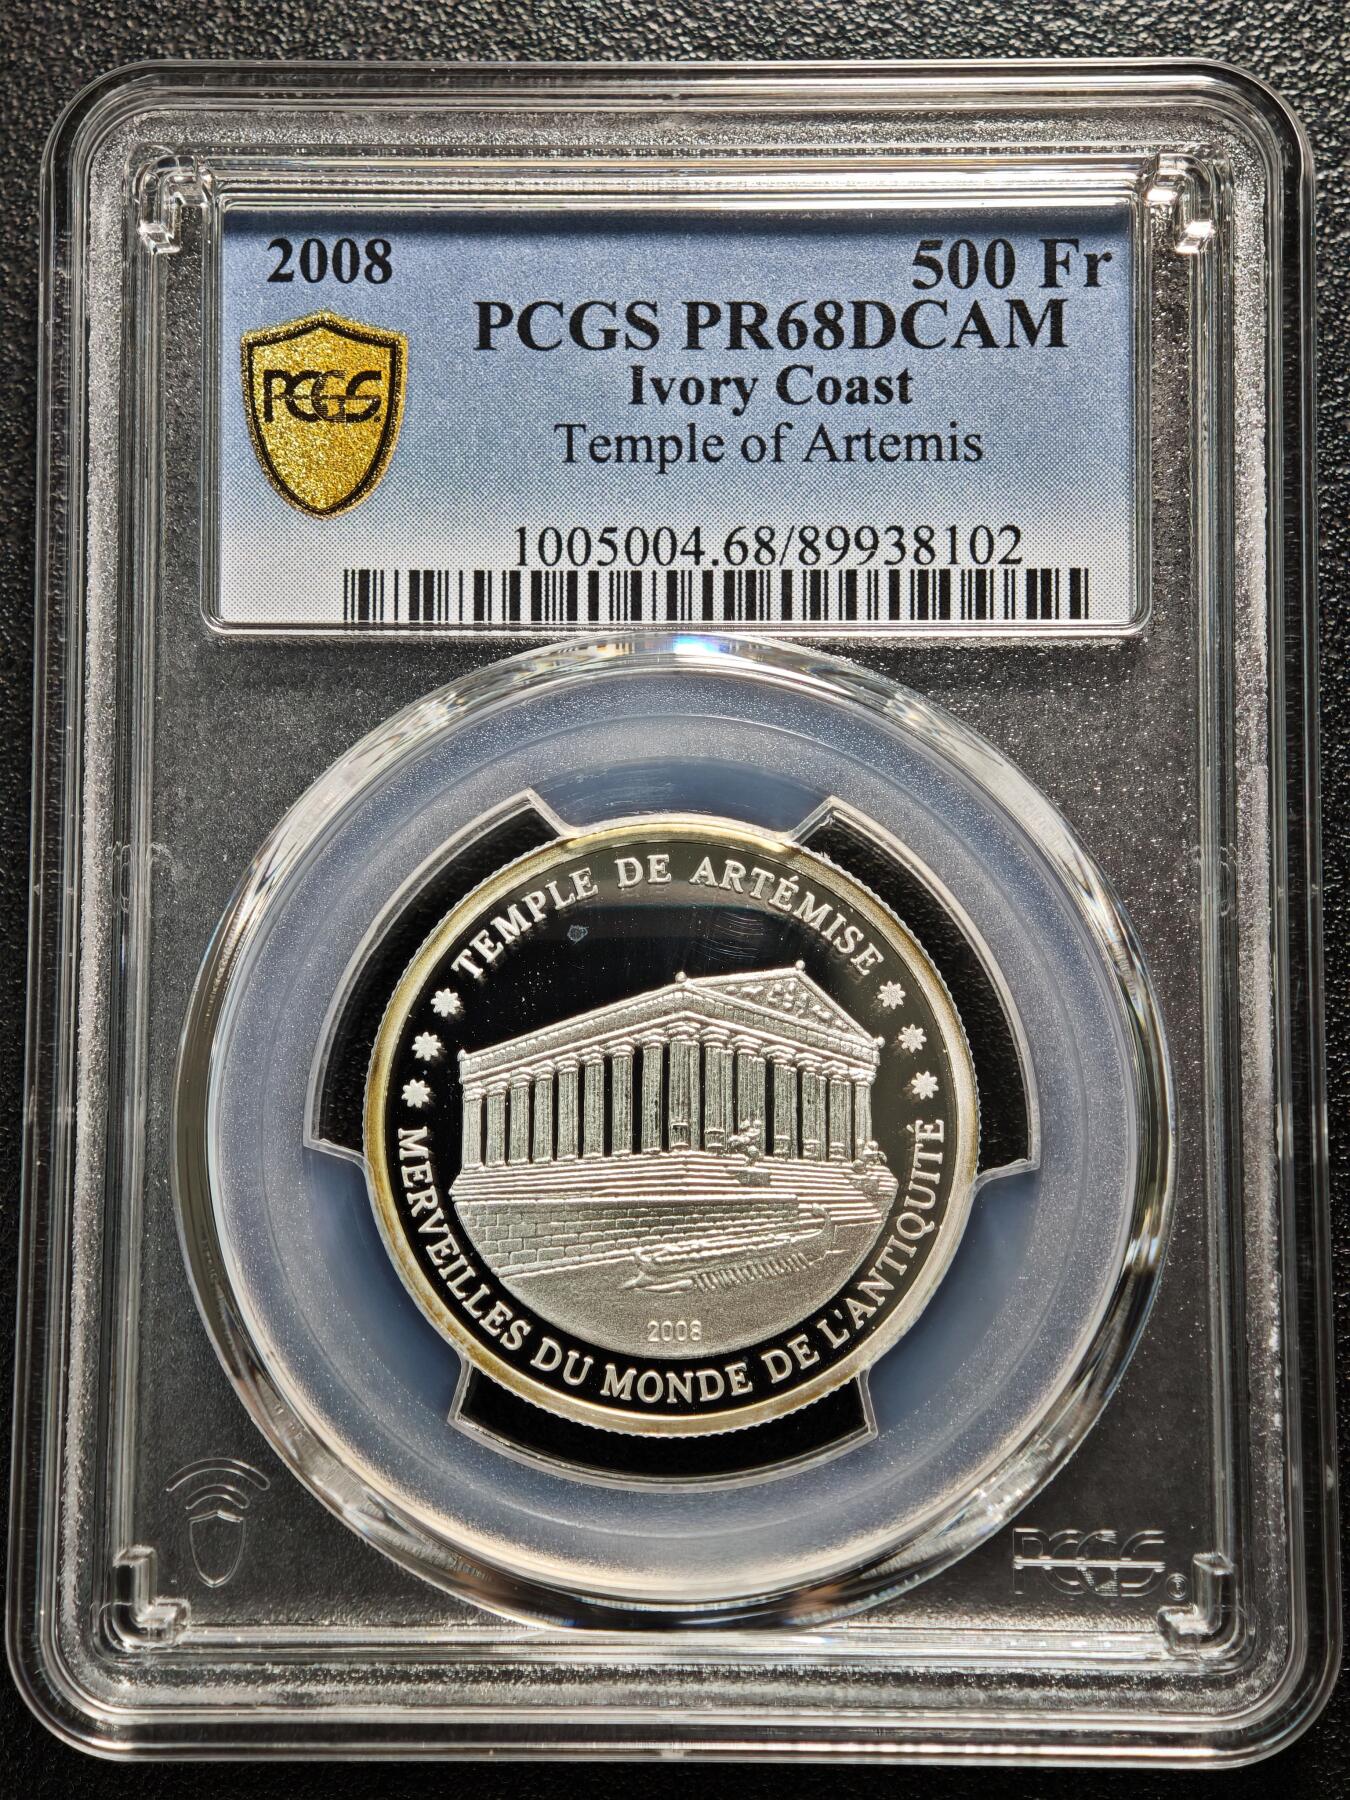 2008
500 Fr
PCGS PR68DCAM
Ivory Coast
Temple of Artemis
PCGS
1005004.68/89938102
TEMPLE DE ARTÉMISE
2008
MERVEILLES DU MONDE DE L'ANTIQUITÉ
PCGS